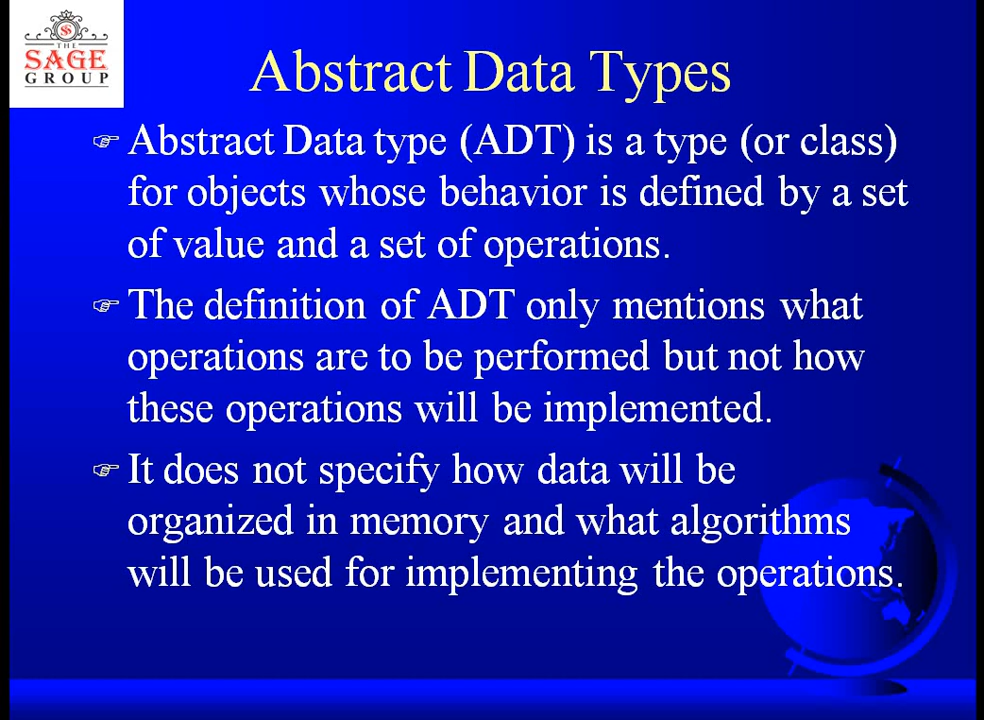 THE
SAGE
GROUP
Abstract Data Types
Abstract Data type (ADT) is a type (or class)
for objects whose behavior is defined by a set
of value and a set of operations.
The definition of ADT only mentions what
operations are to be performed but not how
these operations will be implemented.
It does not specify how data will be
organized in memory and what algorithms
will be used for implementing the operations.